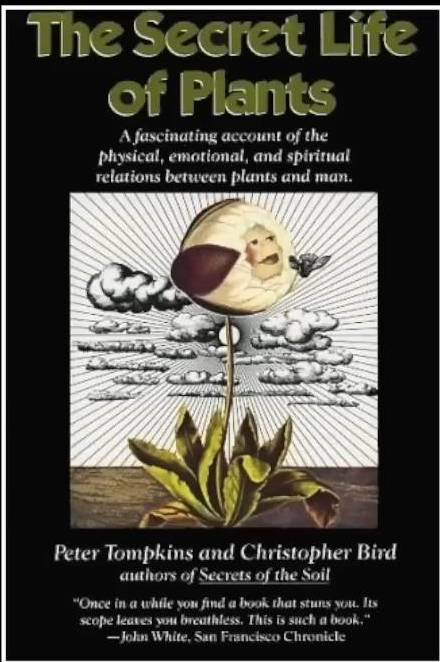 The Secret Life
of Plants
A fascinating account of the
physical, emotional, and spiritual
relations between plants and man.
Peter Tompkins and Christopher Bird
authors of Secrets of the Soil
"Once in a while you find a book that stuns you. Its
scope leaves you breathless. This is such a book."
—John White, San Francisco Chronicle